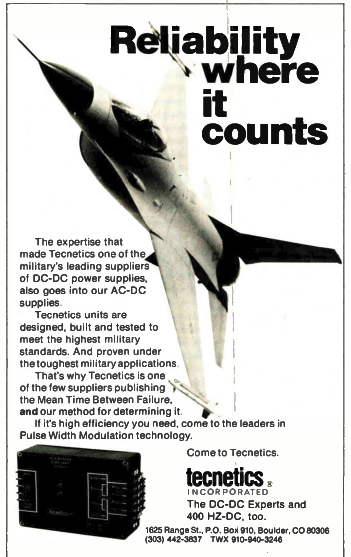 Reliability
where
it
counts
The expertise that
made Tecnetics one of the
military's leading suppliers
of DC-DC power supplies,
also goes into our AC-DC
supplies.
Tecnetics units are
designed, built and tested to
meet the highest military
standards. And proven under
the toughest military applications.
That's why Tecnetics is one
of the few suppliers publishing
the Mean Time Between Failure,
and our method for determining it.
If it's high efficiency you need, come to the leaders in
Pulse Width Modulation technology.
Come to Tecnetics.
tecnetics ®
INCORPORATED
The DC-DC Experts and
400 HZ-DC, too.
1625 Range St., P.O. Box 910, Boulder, CO 80306
(303) 442-3837 TWX 910-940-3246